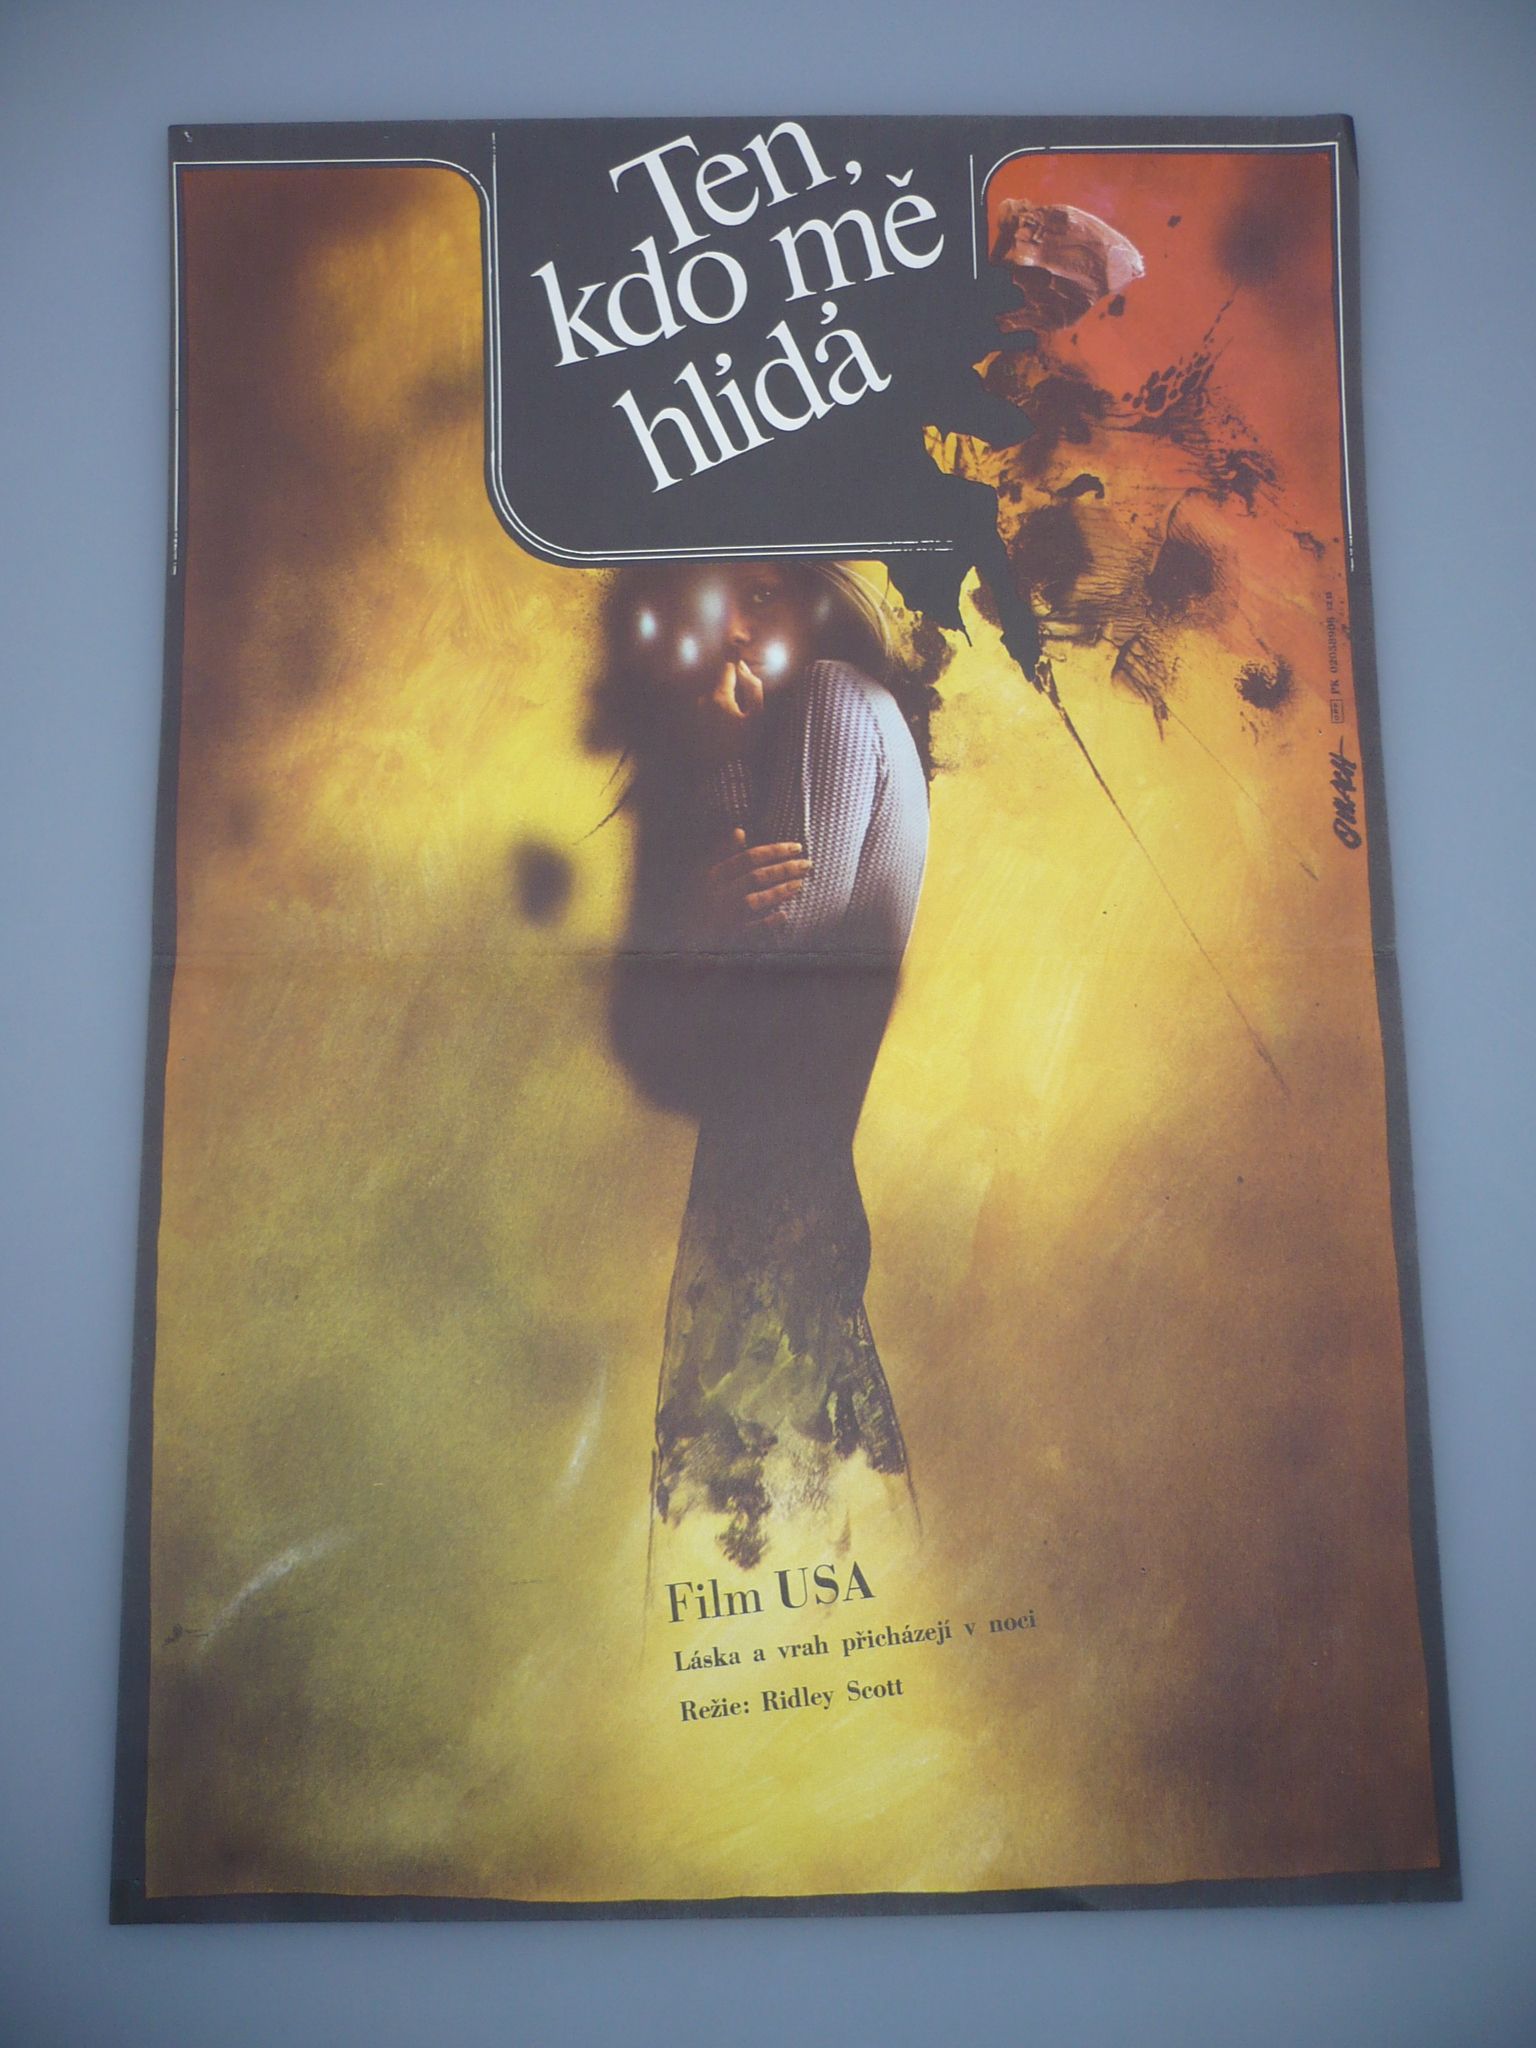 Ten,
kdo mě
hlídá
Film USA
Láska a vrah přicházejí v noci
Režie: Ridley Scott